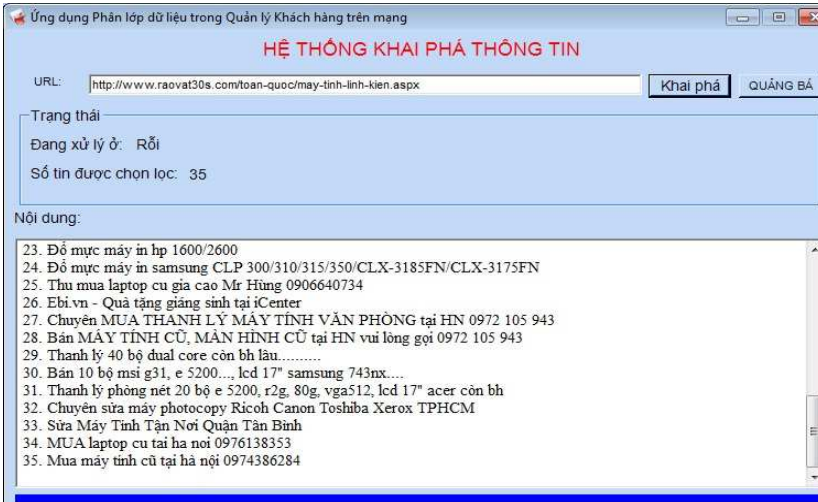 Ứng dụng Phân lớp dữ liệu trong Quản lý Khách hàng trên mạng
HỆ THỐNG KHAI PHÁ THÔNG TIN
URL: http://www.raovat30s.com/toan-quoc/may-tinh-linh-kien.aspx Khai phá QUẢNG BÁ
Trạng thái
Đang xử lý ở: Rỗi
Số tin được chọn lọc: 35
Nội dung:
23. Đổ mực máy in hp 1600/2600
24. Đổ mực máy in samsung CLP 300/310/315/350/CLX-3185FN/CLX-3175FN
25. Thu mua laptop cu gia cao Mr Hùng 0906640734
26. Ebi.vn - Quà tặng giáng sinh tại iCenter
27. Chuyên MUA THANH LÝ MÁY TÍNH VĂN PHÒNG tại HN 0972 105 943
28. Bán MÁY TÍNH CŨ, MÀN HÌNH CŨ tại HN vui lòng gọi 0972 105 943
29. Thanh lý 40 bộ dual core còn bh lâu..........
30. Bán 10 bộ msi g31, e 5200..., lcd 17" samsung 743nx....
31. Thanh lý phòng nét 20 bộ e 5200, r2g, 80g, vga512, lcd 17" acer còn bh
32. Chuyên sửa máy photocopy Ricoh Canon Toshiba Xerox TPHCM
33. Sửa Máy Tính Tận Nơi Quận Tân Bình
34. MUA laptop cu tai ha noi 0976138353
35. Mua máy tính cũ tại hà nội 0974386284